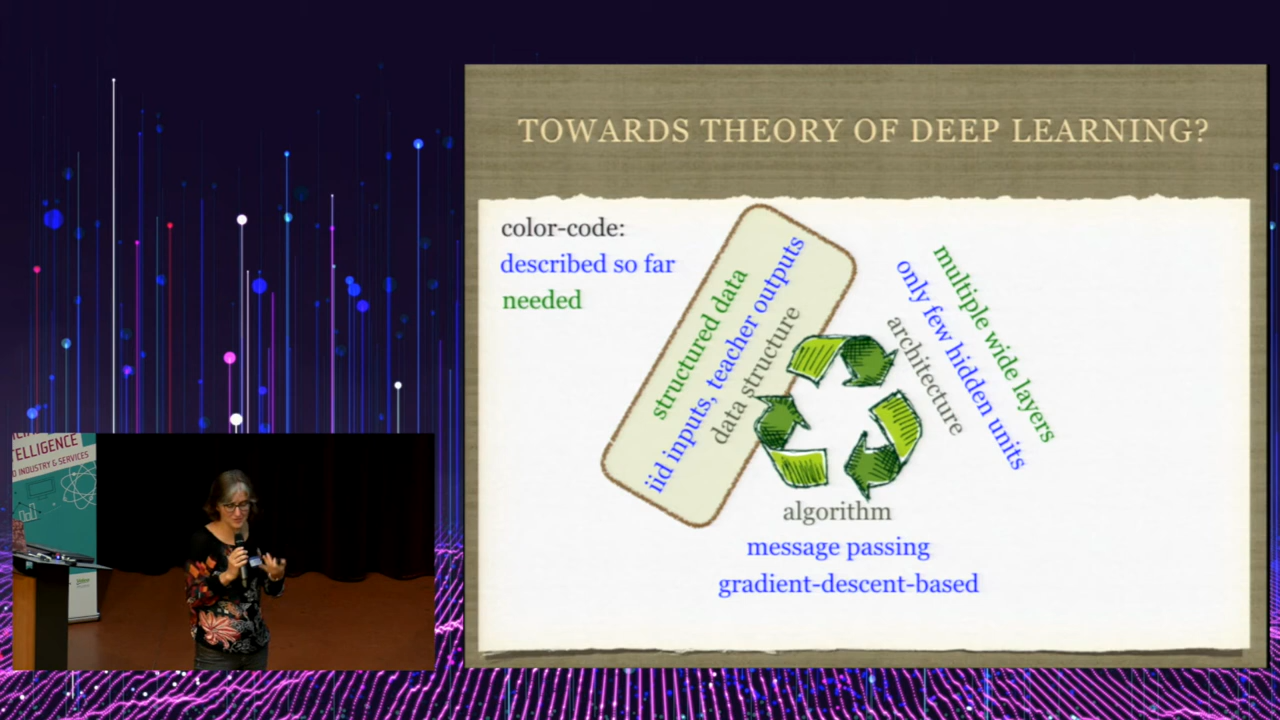 TOWARDS THEORY OF DEEP LEARNING?
color-code:
described so far
needed
structured data
iid inputs, teacher outputs
data structure
multiple wide layers
only few hidden units
architecture
algorithm
message passing
gradient-descent-based
ELLIGENCE
INDUSTRY & SERVICES